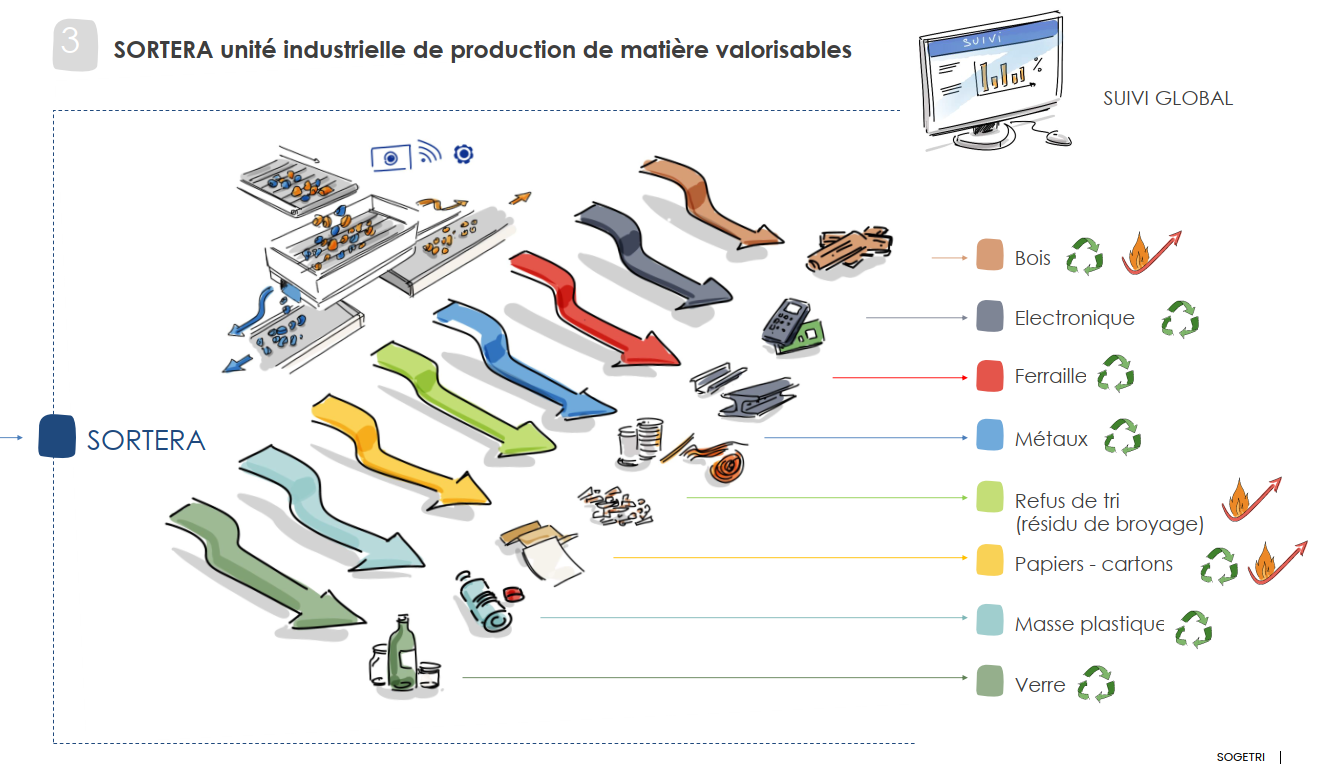 3
SORTERA unité industrielle de production de matière valorisables
SUIVI
%
SUIVI GLOBAL
Bois
Electronique
Ferraille
SORTERA
Métaux
Refus de tri
(résidu de broyage)
Papiers - cartons
Masse plastique
Verre
SOGETRI |